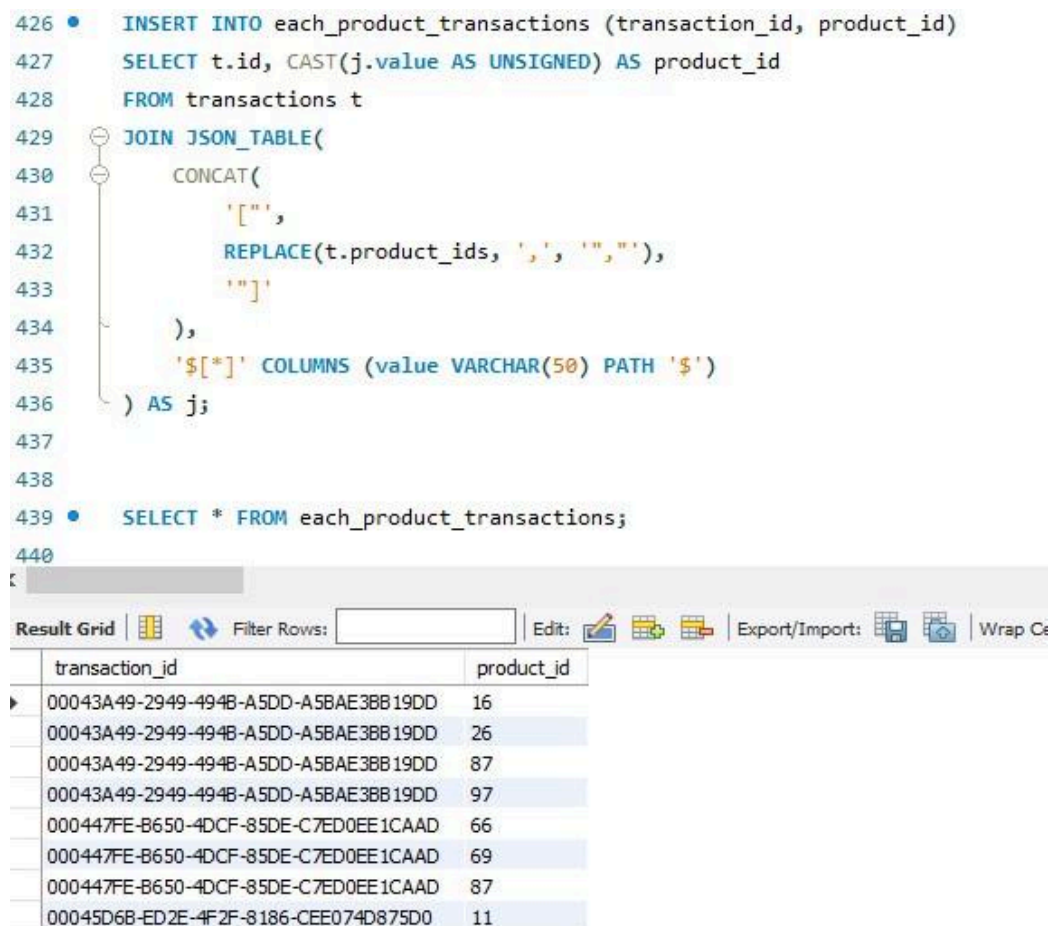 426 INSERT INTO each_product_transactions (transaction_id, product_id)
427 SELECT t.id, CAST(j.value AS UNSIGNED) AS product_id
428 FROM transactions t
429 JOIN JSON_TABLE(
430 CONCAT(
431 '["',
432 REPLACE(t.product_ids, ',', '","'),
433 '"]'
434 ),
435 '$[*]' COLUMNS (value VARCHAR(50) PATH '$')
436 ) AS j;
437
438
439 SELECT * FROM each_product_transactions;
440
Result Grid Filter Rows: Edit: Export/Import: Wrap Ce
transaction_id product_id
00043A49-2949-494B-A5DD-A5BAE3BB19DD 16
00043A49-2949-494B-A5DD-A5BAE3BB19DD 26
00043A49-2949-494B-A5DD-A5BAE3BB19DD 87
00043A49-2949-494B-A5DD-A5BAE3BB19DD 97
000447FE-B650-4DCF-85DE-C7ED0EE1CAAD 66
000447FE-B650-4DCF-85DE-C7ED0EE1CAAD 69
000447FE-B650-4DCF-85DE-C7ED0EE1CAAD 87
00045D6B-ED2E-4F2F-8186-CEE074D875D0 11